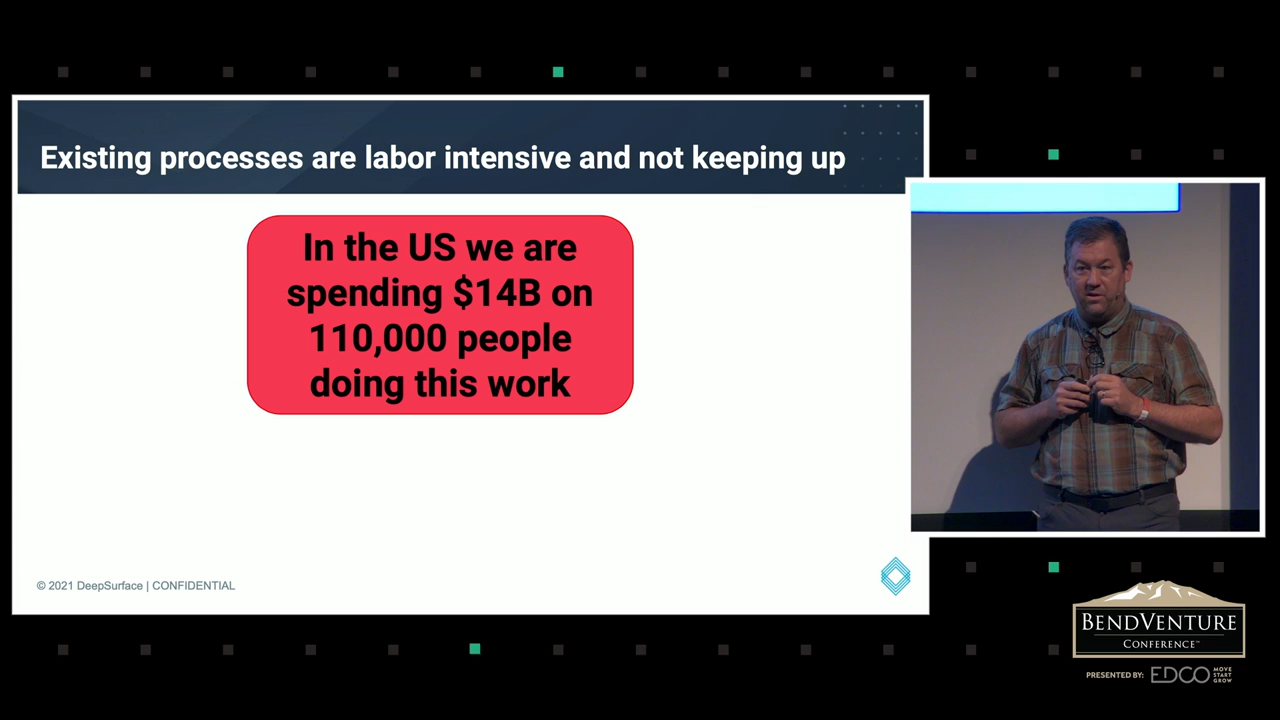 Existing processes are labor intensive and not keeping up
In the US we are
spending $14B on
110,000 people
doing this work
© 2021 DeepSurface | CONFIDENTIAL
BENDVENTURE
CONFERENCE™
PRESENTED BY: EDCO MOVE
START
GROW